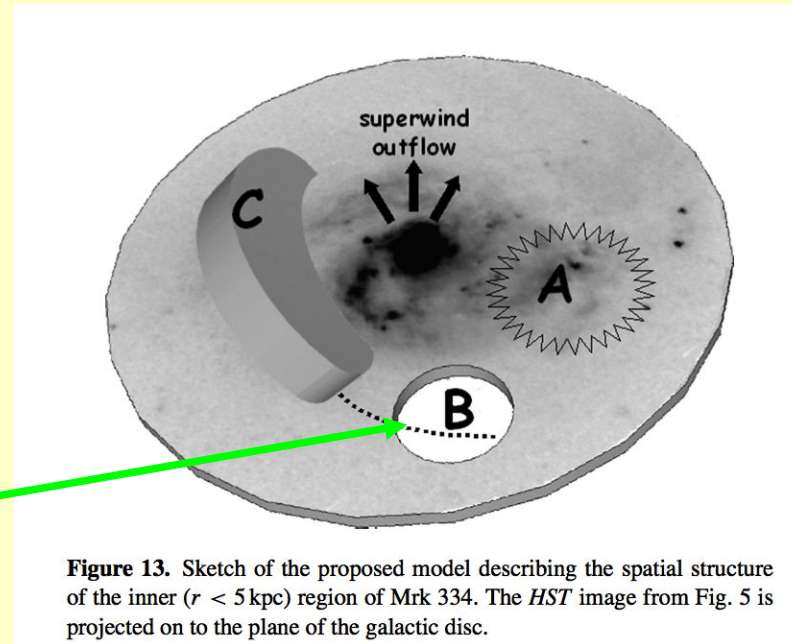 superwind
outflow
C
A
B
Figure 13. Sketch of the proposed model describing the spatial structure
of the inner (r < 5 kpc) region of Mrk 334. The HST image from Fig. 5 is
projected on to the plane of the galactic disc.